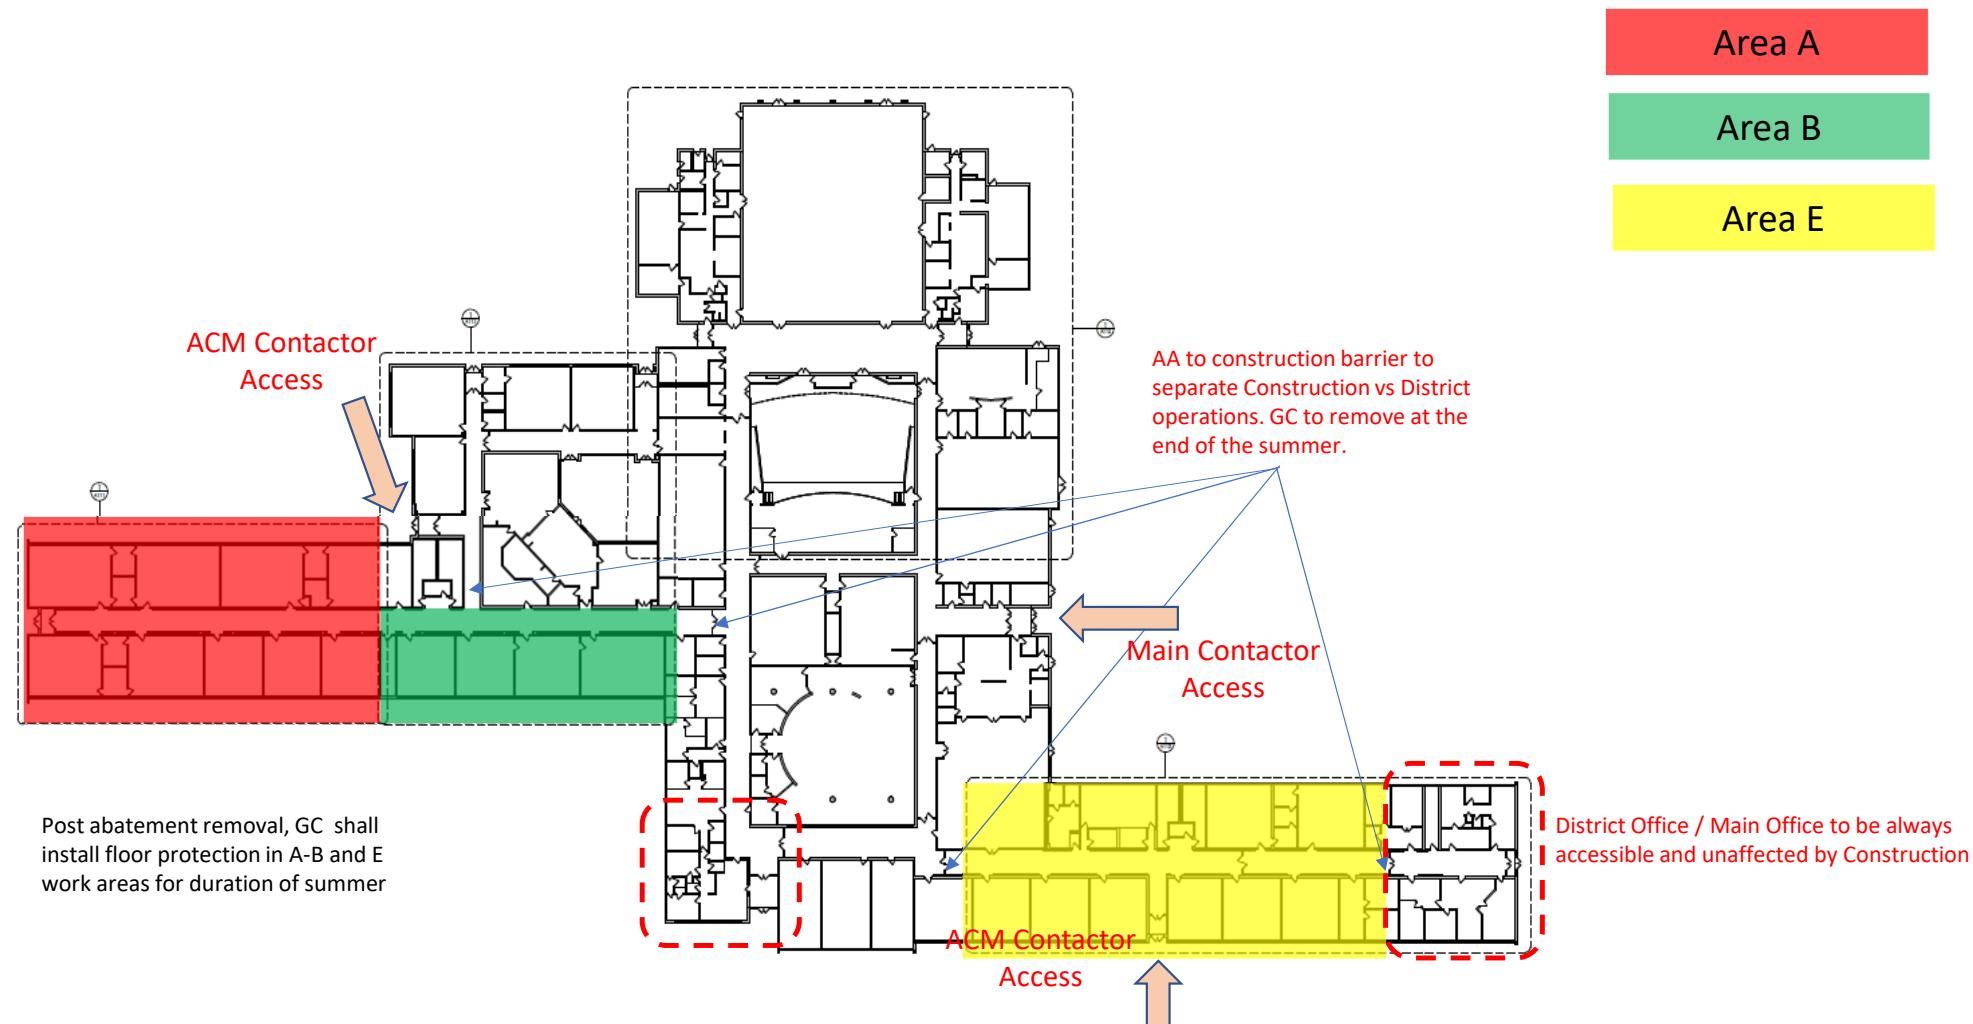 Area A
Area B
Area E
ACM Contactor
Access
AA to construction barrier to
separate Construction vs District
operations. GC to remove at the
end of the summer.
Main Contactor
Access
Post abatement removal, GC  shall
install floor protection in A-B and E
work areas for duration of summer
District Office / Main Office to be always
accessible and unaffected by Construction
ACM Contactor
Access